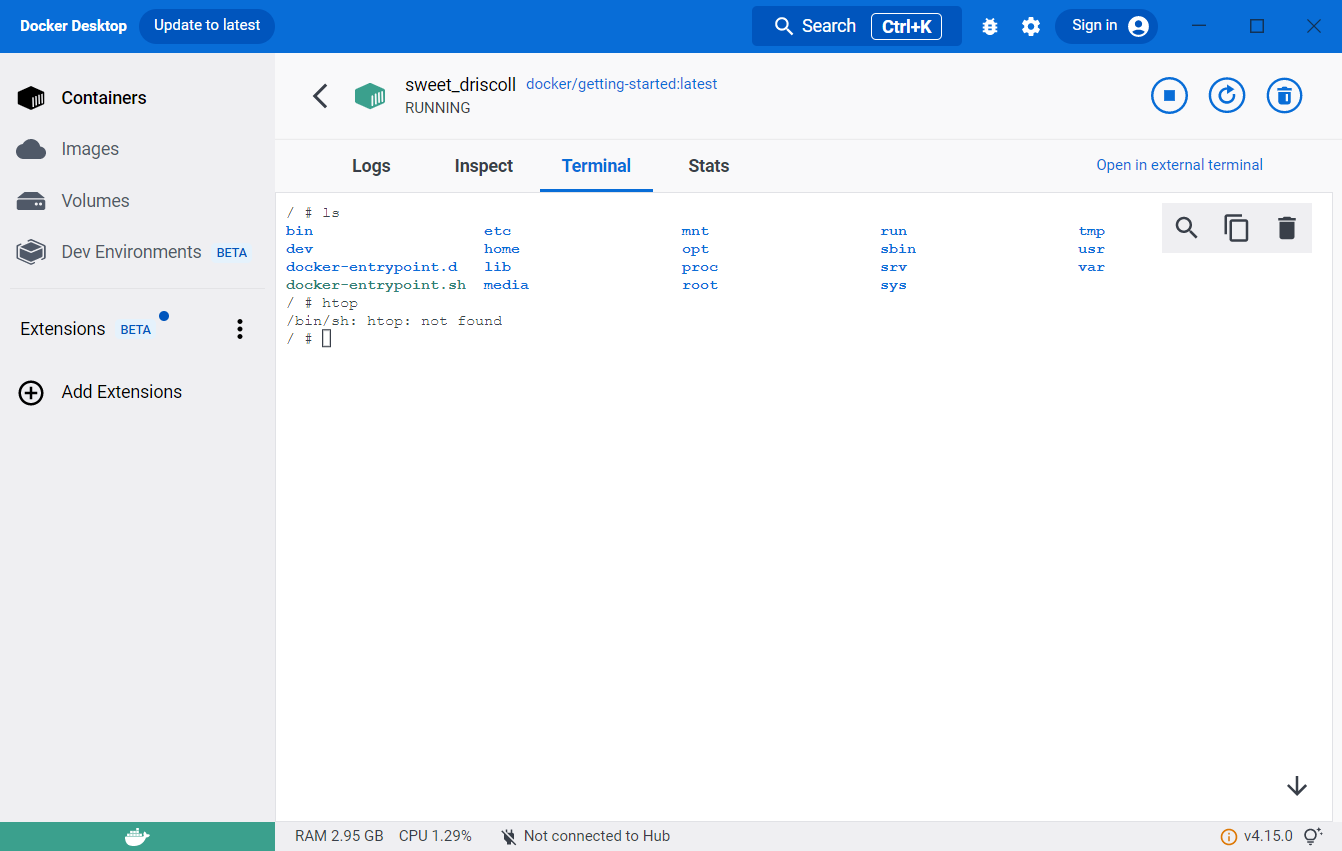 Docker Desktop Update to latest Search Ctrl+K Sign in
Containers
Images
Volumes
Dev Environments BETA
Extensions BETA
Add Extensions
sweet_driscoll docker/getting-started:latest
RUNNING
Logs Inspect Terminal Stats Open in external terminal
/ # ls
bin etc mnt run tmp
dev home opt sbin usr
docker-entrypoint.d lib proc srv var
docker-entrypoint.sh media root sys
/ # htop
/bin/sh: htop: not found
/ #
RAM 2.95 GB CPU 1.29% Not connected to Hub v4.15.0